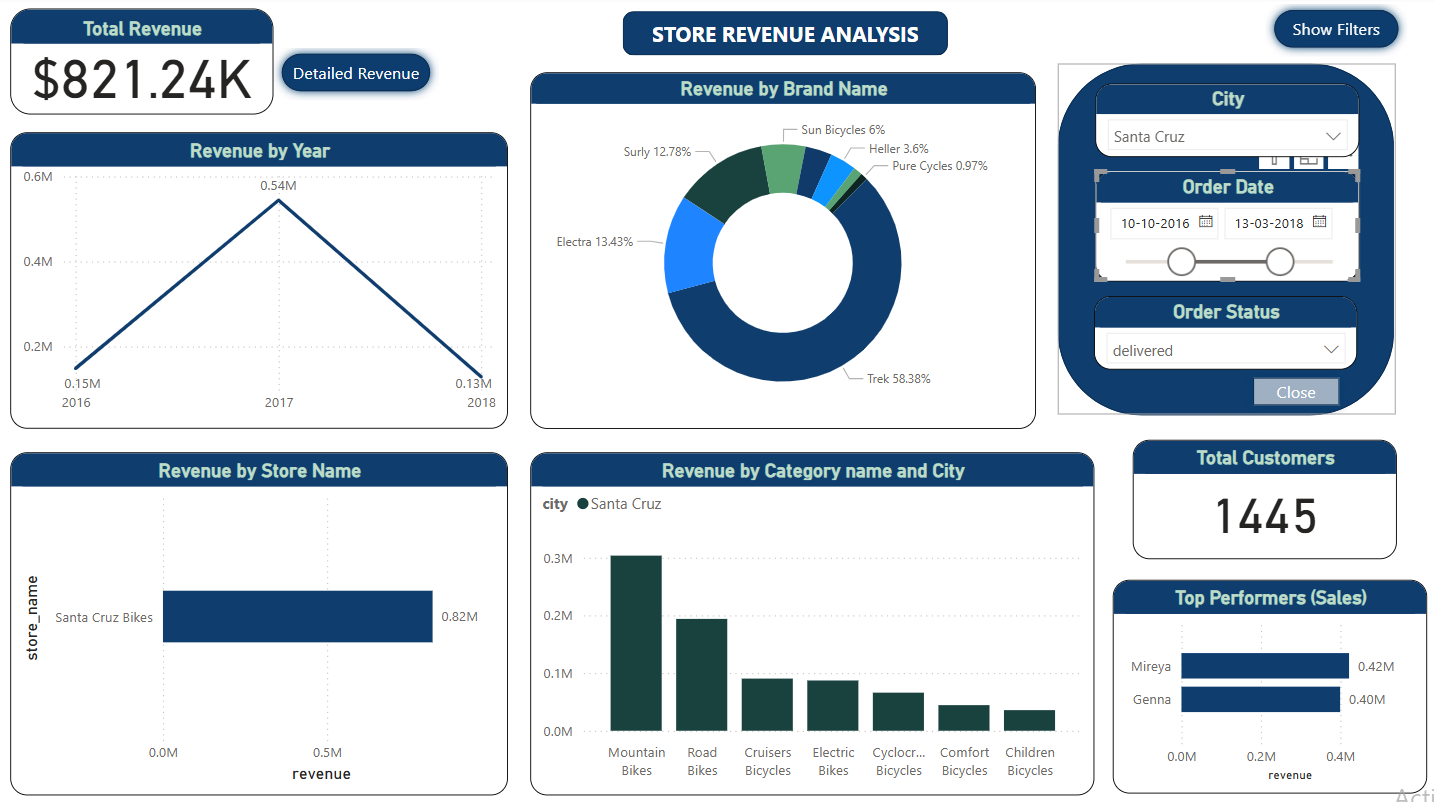 Total Revenue
$821.24K
Detailed Revenue
STORE REVENUE ANALYSIS
Show Filters
Revenue by Year
0.6M
0.4M
0.2M
0.54M
0.15M
0.13M
2016
2017
2018
Revenue by Brand Name
Sun Bicycles 6%
Heller 3.6%
Pure Cycles 0.97%
Surly 12.78%
Electra 13.43%
Trek 58.38%
City
Santa Cruz
Order Date
10-10-2016
13-03-2018
Order Status
delivered
Close
Revenue by Store Name
store_name
Santa Cruz Bikes
0.82M
0.0M
0.5M
revenue
Revenue by Category name and City
city
Santa Cruz
0.3M
0.2M
0.1M
0.0M
Mountain
Bikes
Road
Bikes
Cruisers
Bicycles
Electric
Bikes
Cyclocr...
Bicycles
Comfort
Bicycles
Children
Bicycles
Total Customers
1445
Top Performers (Sales)
Mireya
0.42M
Genna
0.40M
0.0M
0.2M
0.4M
revenue